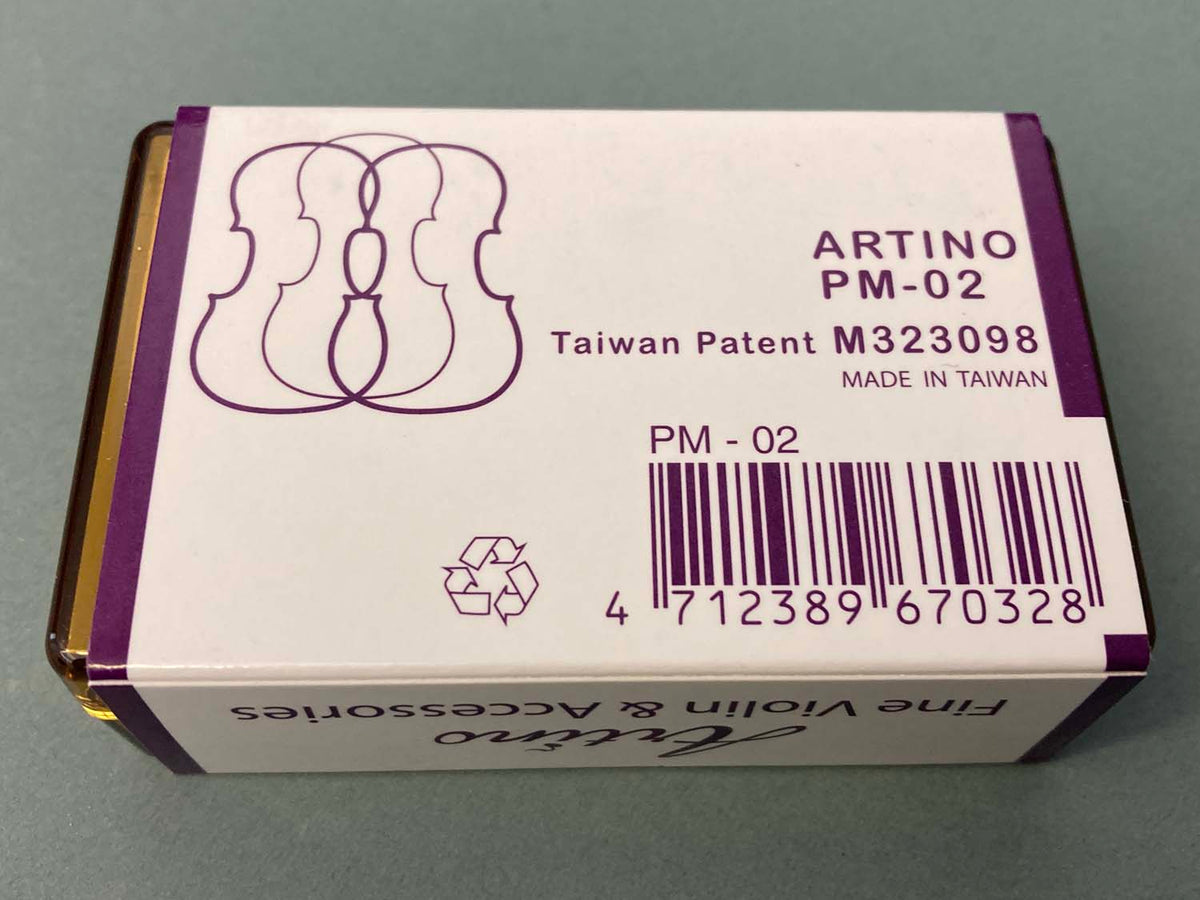 ARTINO
PM-02
Taiwan Patent M323098
MADE IN TAIWAN
PM - 02
4 712389 670328
Artino
Fine Violin & Accessories